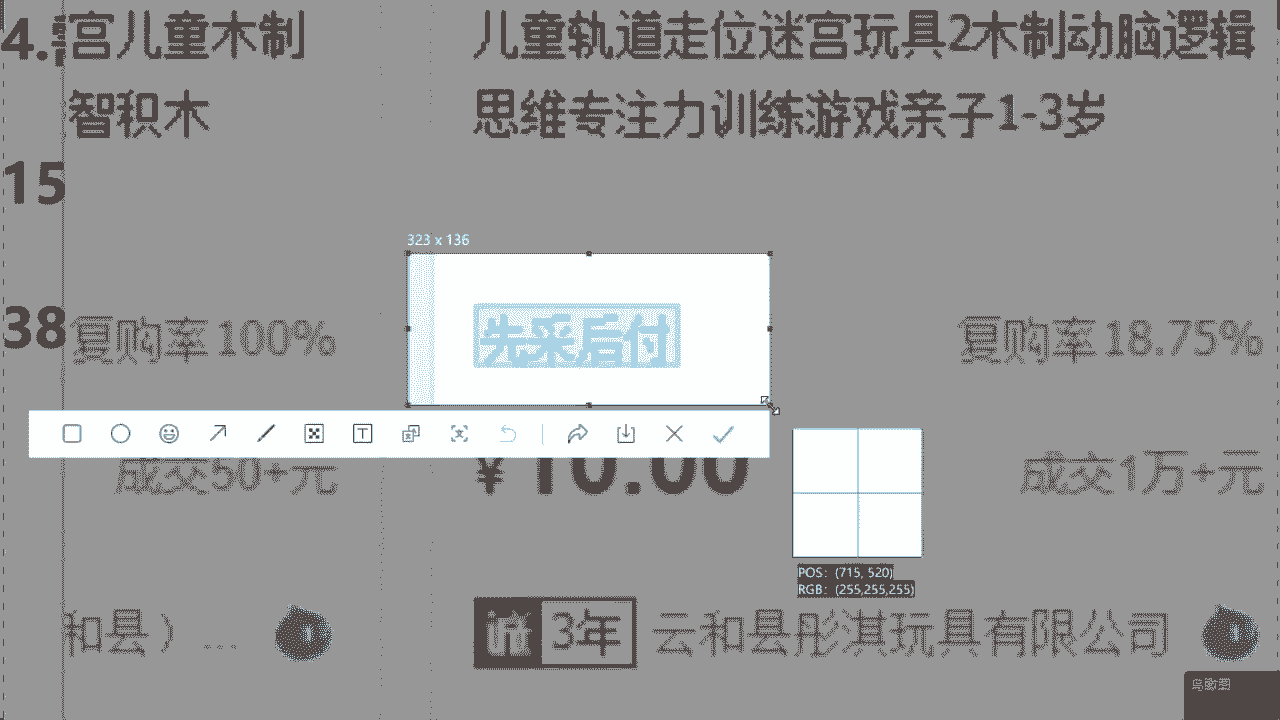 4.
宫儿童木制
儿童轨道走位迷宫玩具2木制动脑逻辑
智积木
思维专注力训练游戏亲子1-3岁
15
323 x 136
先采后付
38
复购率100%
复购率18.75%
成交50+元
¥10.00
成交1万+元
POS: (715, 520)
RGB: (255,255,255)
和县）...
3年
云和县彤淇玩具有限公司